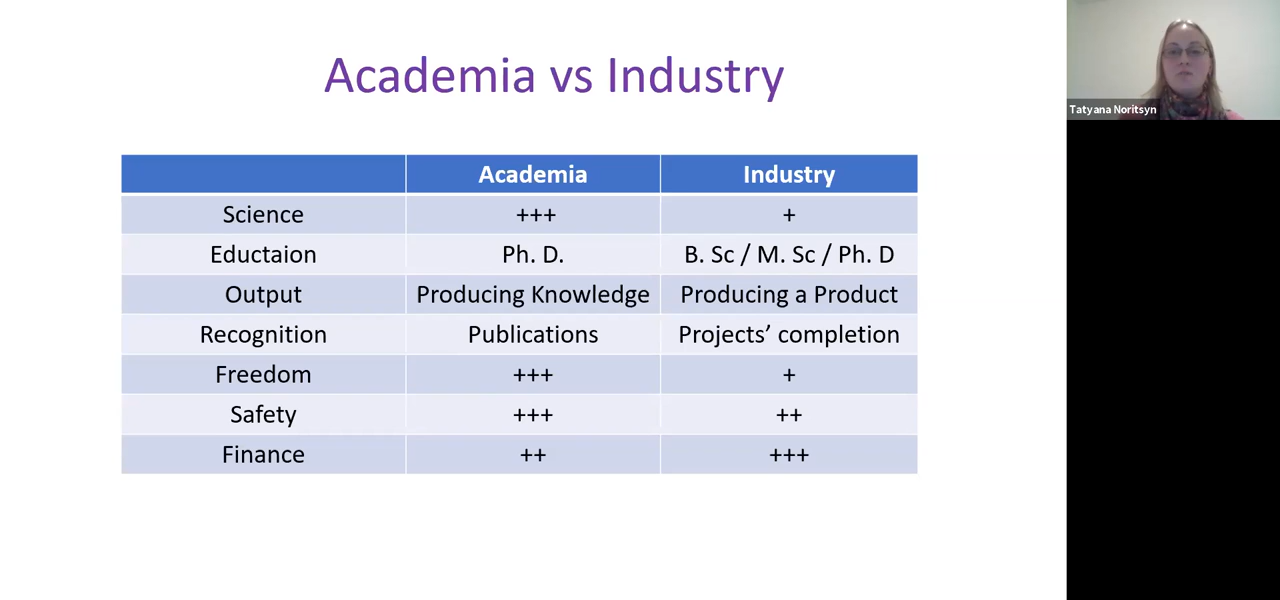 Academia vs Industry
Tatyana Noritsyn
Academia Industry
Science +++ +
Eductaion Ph. D. B. Sc / M. Sc / Ph. D
Output Producing Knowledge Producing a Product
Recognition Publications Projects’ completion
Freedom +++ +
Safety +++ ++
Finance ++ +++